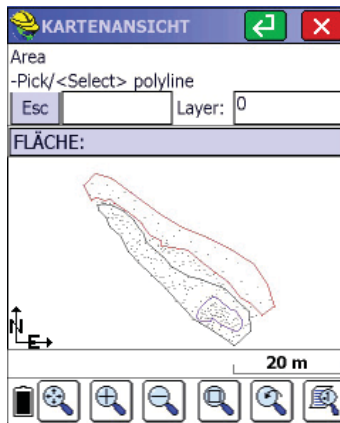 KARTENANSICHT
Area
-Pick/<Select> polyline
Esc Layer: 0
FLÄCHE:
N
E
20 m